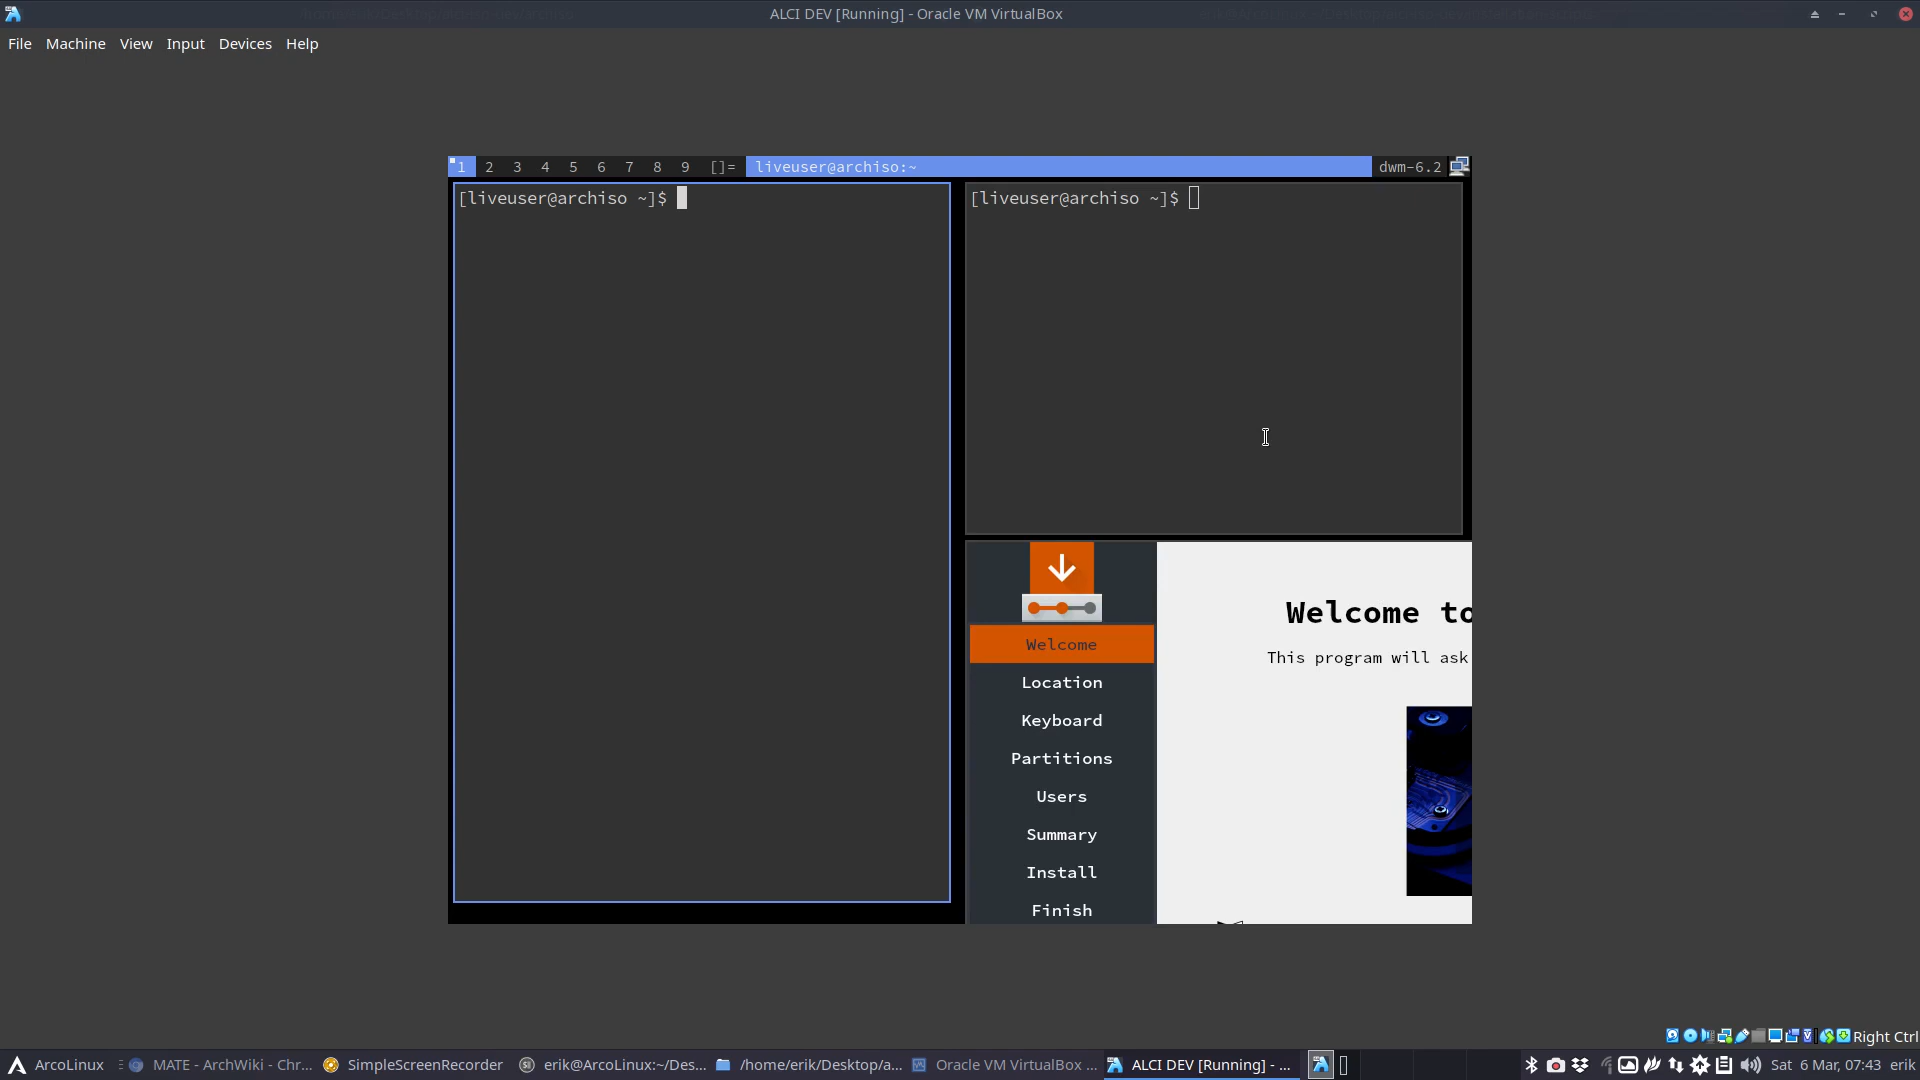 ALCI DEV [Running] - Oracle VM VirtualBox
File Machine View Input Devices Help
1 2 3 4 5 6 7 8 9 []= liveuser@archiso:~ dwm-6.2
[liveuser@archiso ~]$
[liveuser@archiso ~]$
Welcome
Location
Keyboard
Partitions
Users
Summary
Install
Finish
Welcome to
This program will ask
Right Ctrl
ArcoLinux MATE - ArchWiki - Chr... SimpleScreenRecorder erik@ArcoLinux:~/Des... /home/erik/Desktop/a... Oracle VM VirtualBox ... ALCI DEV [Running] - ... Sat 6 Mar, 07:43 erik